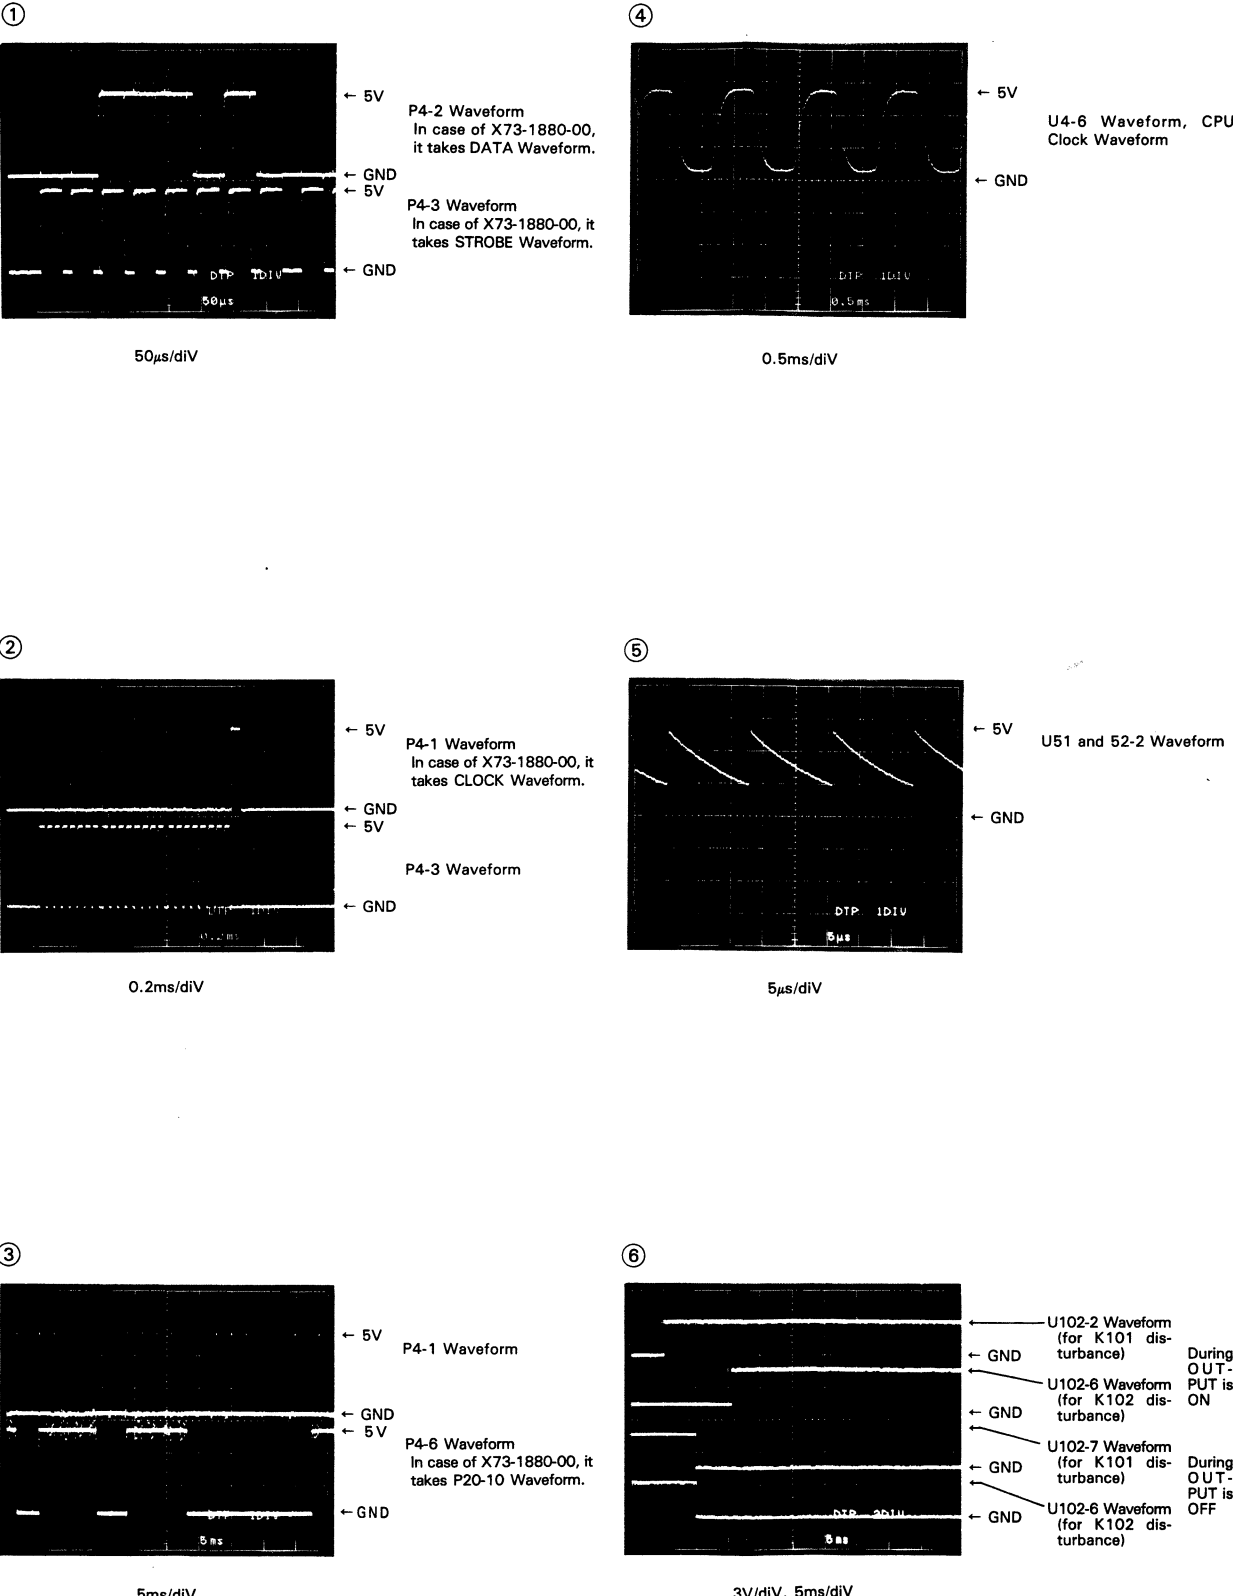 ①
← 5V
P4-2 Waveform
In case of X73-1880-00,
it takes DATA Waveform.
← GND
← 5V
P4-3 Waveform
In case of X73-1880-00, it
takes STROBE Waveform.
← GND
DTP 1DIV
50μs
50μs/diV
④
← 5V
U4-6 Waveform, CPU
Clock Waveform
← GND
DTP 1DIV
0.5ms
0.5ms/diV
②
← 5V
P4-1 Waveform
In case of X73-1880-00, it
takes CLOCK Waveform.
← GND
← 5V
P4-3 Waveform
← GND
DTP 1DIV
0.2ms
0.2ms/diV
⑤
← 5V
U51 and 52-2 Waveform
← GND
DTP 1DIV
5μs
5μs/diV
③
← 5V
P4-1 Waveform
← GND
← 5V
P4-6 Waveform
In case of X73-1880-00, it
takes P20-10 Waveform.
← GND
DTP 1DIV
5ms
5ms/diV
⑥
U102-2 Waveform
(for K101 dis-
turbance)
← GND
U102-6 Waveform
(for K102 dis-
turbance)
← GND
During
OUT-
PUT is
ON
U102-7 Waveform
(for K101 dis-
turbance)
← GND
U102-6 Waveform
(for K102 dis-
turbance)
← GND
During
OUT-
PUT is
OFF
DTP
5ms
3V/diV, 5ms/diV